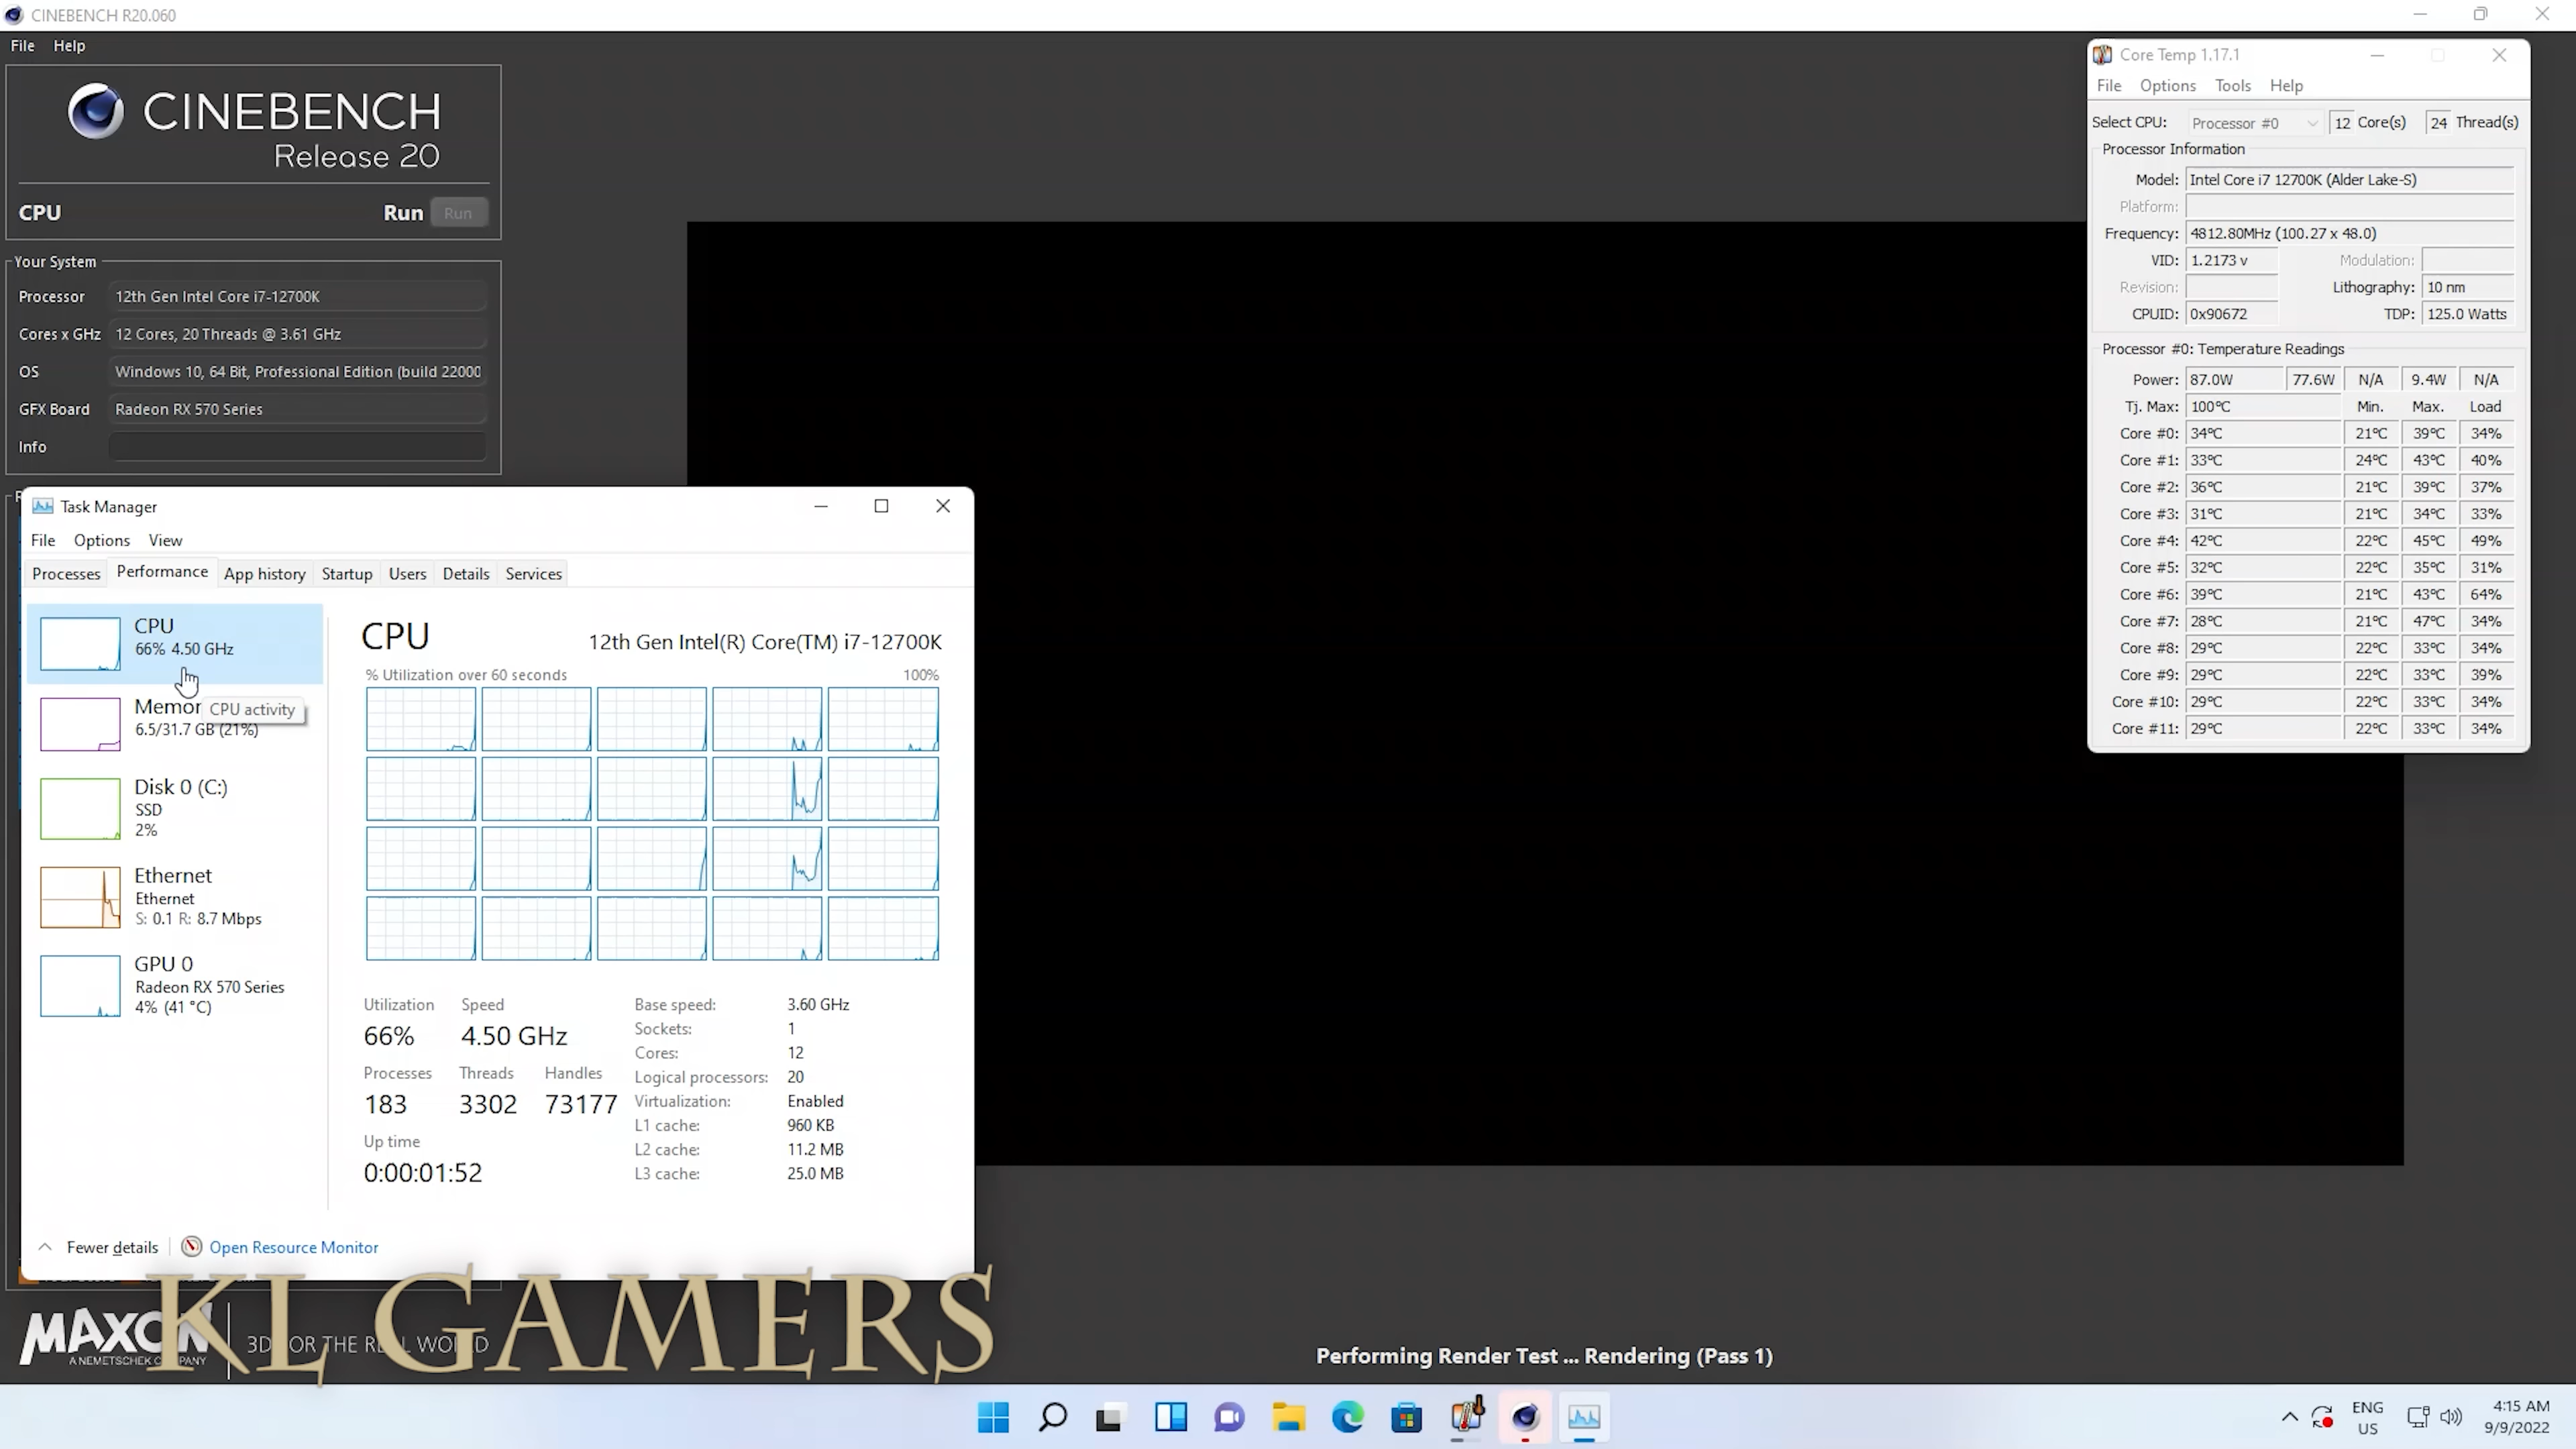 CINEBENCH R20.060
File Help
CINEBENCH
Release 20
CPU Run Run
Your System
Processor 12th Gen Intel Core i7-12700K
Cores x GHz 12 Cores, 20 Threads @ 3.61 GHz
OS Windows 10, 64 Bit, Professional Edition (build 22000
GFX Board Radeon RX 570 Series
Info
Task Manager
File Options View
Processes Performance App history Startup Users Details Services
CPU
66% 4.50 GHz
Memor
CPU activity
6.5/31.7 GB (21%)
Disk 0 (C:)
SSD
2%
Ethernet
Ethernet
S: 0.1 R: 8.7 Mbps
GPU 0
Radeon RX 570 Series
4% (41 °C)
CPU 12th Gen Intel(R) Core(TM) i7-12700K
% Utilization over 60 seconds 100%
Utilization Speed
66% 4.50 GHz
Processes Threads Handles
183 3302 73177
Up time
0:00:01:52
Base speed: 3.60 GHz
Sockets: 1
Cores: 12
Logical processors: 20
Virtualization: Enabled
L1 cache: 960 KB
L2 cache: 11.2 MB
L3 cache: 25.0 MB
Fewer details Open Resource Monitor
KL GAMERS
MAXON
A NEMETSCHEK COMPANY
3D FOR THE REAL WORLD
Performing Render Test ... Rendering (Pass 1)
Core Temp 1.17.1
File Options Tools Help
Select CPU: Processor #0 12 Core(s) 24 Thread(s)
Processor Information
Model: Intel Core i7 12700K (Alder Lake-S)
Platform:
Frequency: 4812.80MHz (100.27 x 48.0)
VID: 1.2173 v Modulation:
Revision: Lithography: 10 nm
CPUID: 0x90672 TDP: 125.0 Watts
Processor #0: Temperature Readings
Power: 87.0W 77.6W N/A 9.4W N/A
Tj. Max: 100°C Min. Max. Load
Core #0: 34°C 21°C 39°C 34%
Core #1: 33°C 24°C 43°C 40%
Core #2: 36°C 21°C 39°C 37%
Core #3: 31°C 21°C 34°C 33%
Core #4: 42°C 22°C 45°C 49%
Core #5: 32°C 22°C 35°C 31%
Core #6: 39°C 21°C 43°C 64%
Core #7: 28°C 21°C 47°C 34%
Core #8: 29°C 22°C 33°C 34%
Core #9: 29°C 22°C 33°C 39%
Core #10: 29°C 22°C 33°C 34%
Core #11: 29°C 22°C 33°C 34%
ENG
US
4:15 AM
9/9/2022